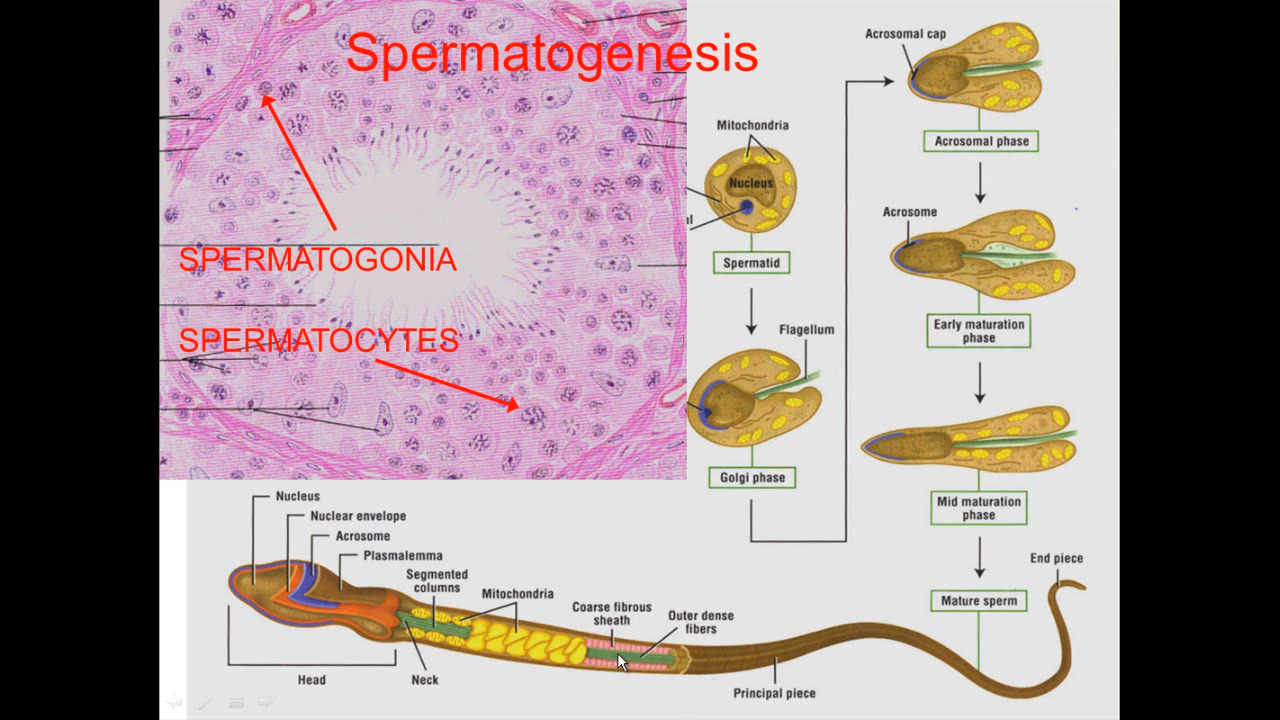 Spermatogenesis
SPERMATOGONIA
SPERMATOCYTES
Mitochondria
Nucleus
Spermatid
Flagellum
Golgi phase
Acrosomal cap
Acrosomal phase
Acrosome
Early maturation
phase
Mid maturation
phase
Mature sperm
End piece
Nucleus
Nuclear envelope
Acrosome
Plasmalemma
Segmented
columns
Mitochondria
Coarse fibrous
sheath
Outer dense
fibers
Head
Neck
Principal piece